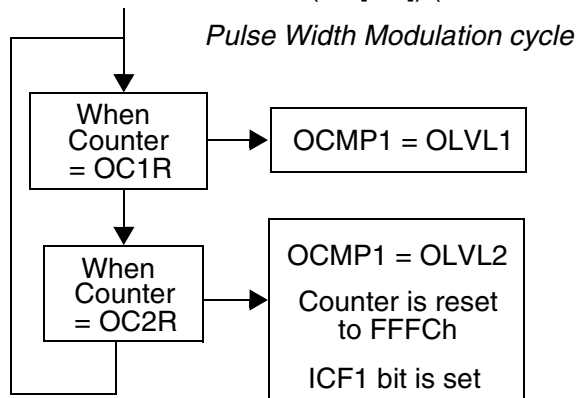 Pulse Width Modulation cycle
When
Counter
= OC1R
OCMP1 = OLVL1
When
Counter
= OC2R
OCMP1 = OLVL2
Counter is reset
to FFFCh
ICF1 bit is set